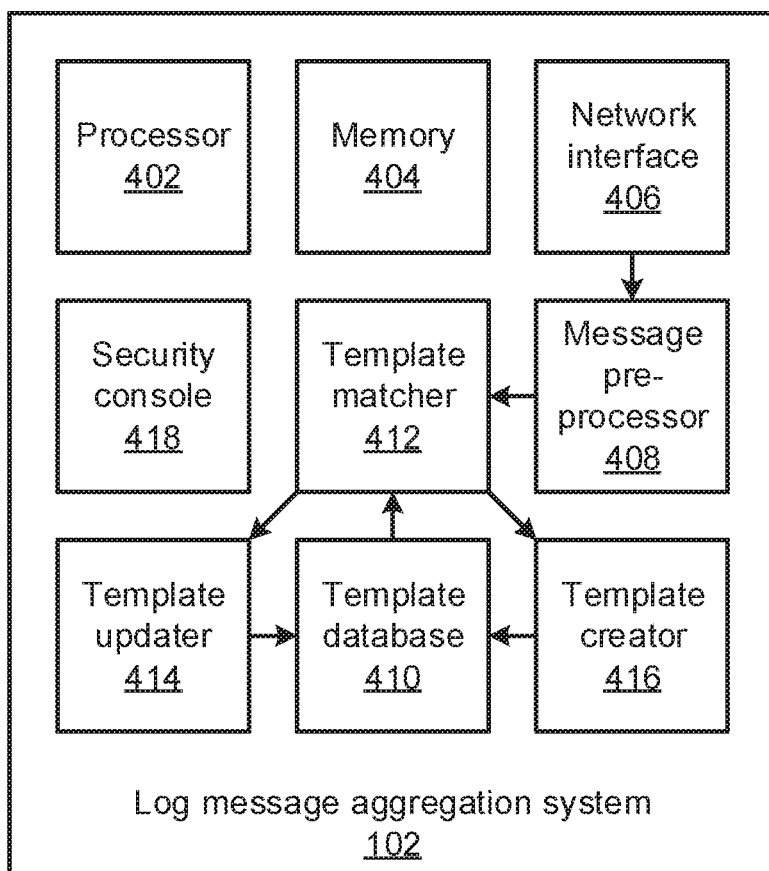 Processor
402
Memory
404
Network
interface
406
Security
console
418
Template
matcher
412
Message
pre-
processor
408
Template
updater
414
Template
database
410
Template
creator
416
Log message aggregation system
102